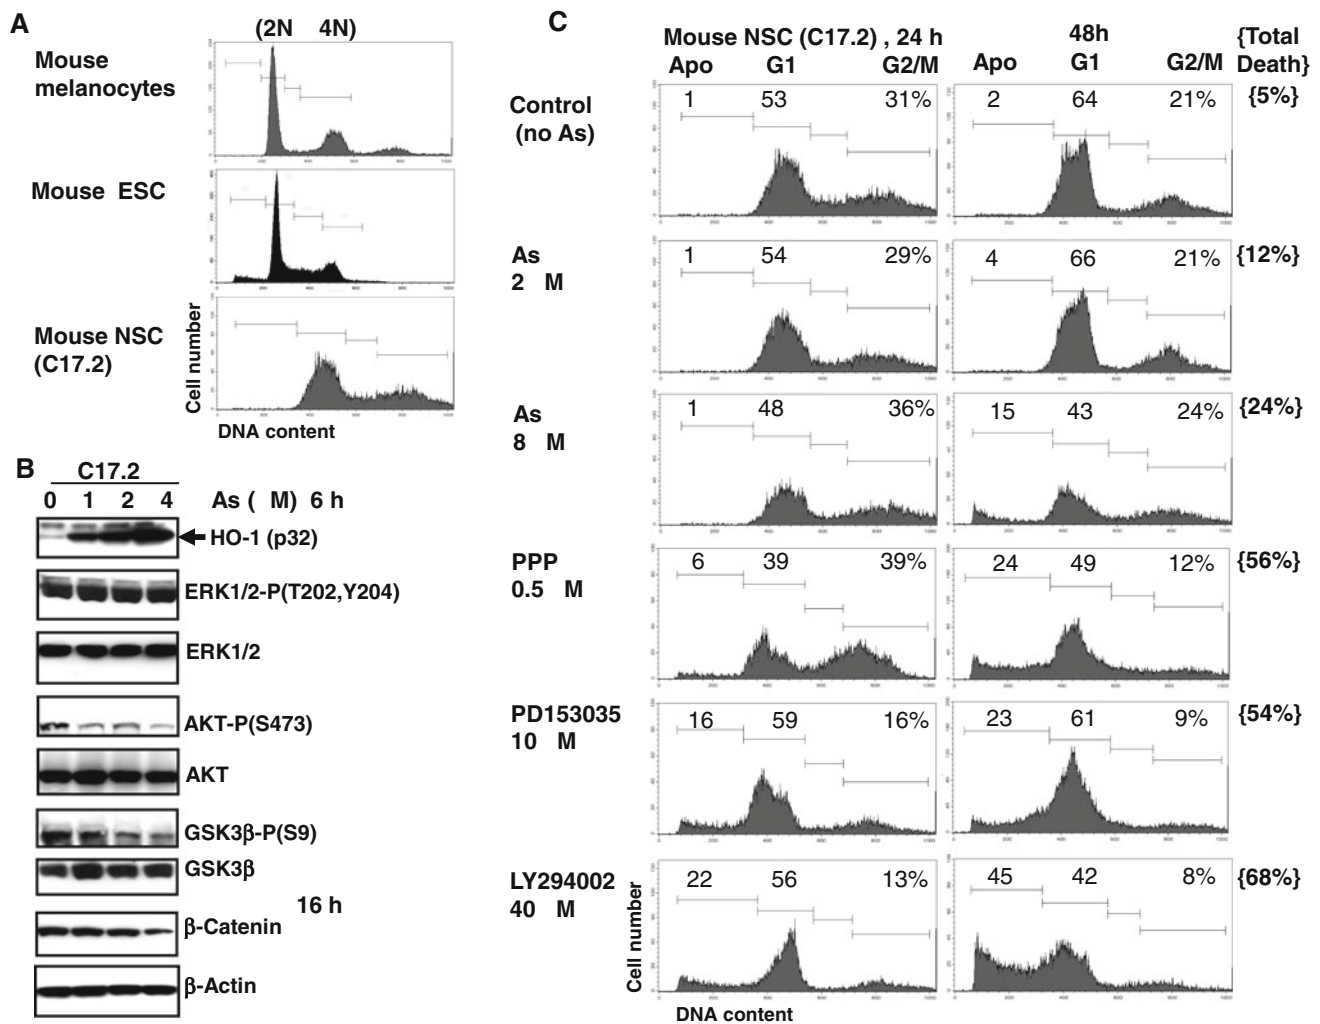 A
(2N 4N)
Mouse
melanocytes
Mouse ESC
Mouse NSC
(C17.2)
Cell number
DNA content
B
C17.2
0 1 2 4 As ( M) 6 h
HO-1 (p32)
ERK1/2-P(T202,Y204)
ERK1/2
AKT-P(S473)
AKT
GSK3β-P(S9)
GSK3β
16 h
β-Catenin
β-Actin
C
Mouse NSC (C17.2) , 24 h 48h {Total
Apo G1 G2/M Apo G1 G2/M Death}
Control
(no As)
1 53 31% 2 64 21% {5%}
As
2 M
1 54 29% 4 66 21% {12%}
As
8 M
1 48 36% 15 43 24% {24%}
PPP
0.5 M
6 39 39% 24 49 12% {56%}
PD153035
10 M
16 59 16% 23 61 9% {54%}
LY294002
40 M
22 56 13% 45 42 8% {68%}
Cell number
DNA content